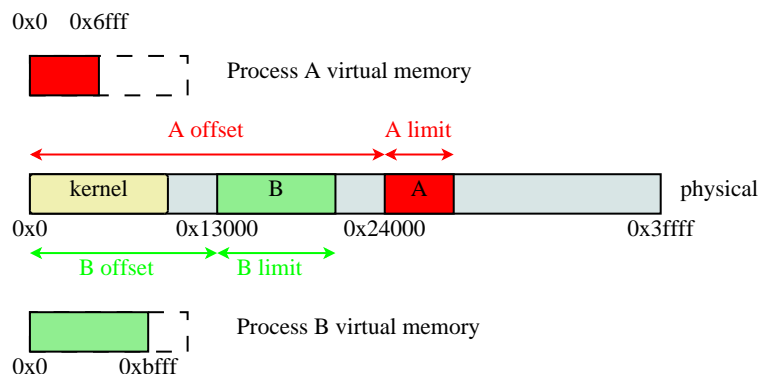 0x0 0x6fff
Process A virtual memory
A offset A limit
kernel B A physical
0x0 0x13000 0x24000 0x3ffff
B offset B limit
Process B virtual memory
0x0 0xbfff